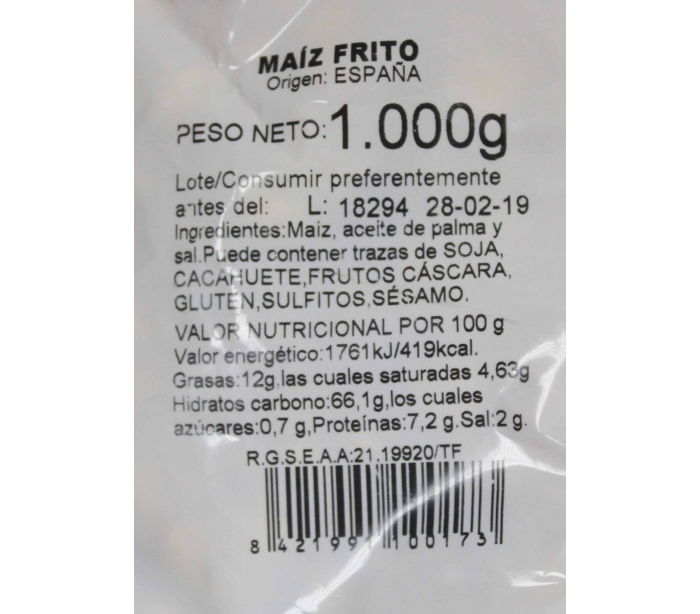 MAÍZ FRITO
Origen: ESPAÑA
PESO NETO:1.000g
Lote/Consumir preferentemente
antes del: L: 18294 28-02-19
Ingredientes:Maiz, aceite de palma y
sal.Puede contener trazas de SOJA,
CACAHUETE,FRUTOS CÁSCARA,
GLUTEN,SULFITOS,SÉSAMO.
VALOR NUTRICIONAL POR 100 g
Valor energético:1761kJ/419kcal.
Grasas:12g,las cuales saturadas 4,63g
Hidratos carbono:66,1g,los cuales
azúcares:0,7 g,Proteínas:7,2 g.Sal:2 g.
R.G.S.E.A.A:21.19920/TF
8 421991 100173